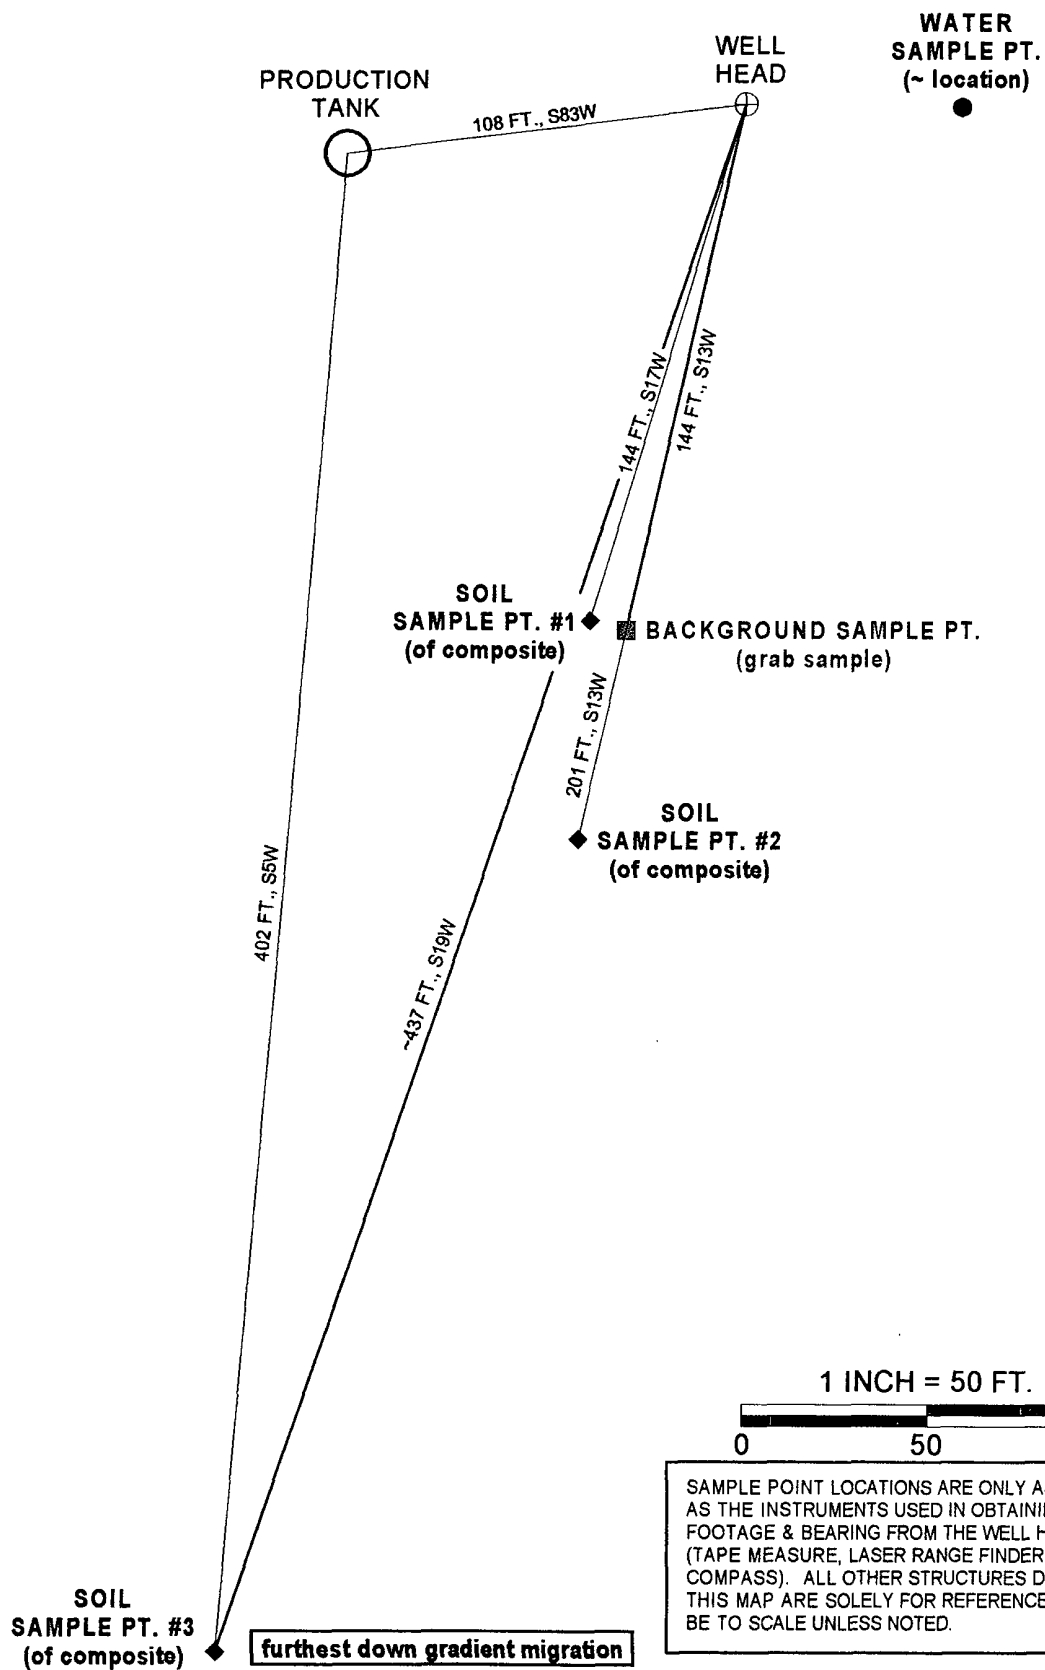 WATER
SAMPLE PT.
(~ location)
WELL
HEAD
PRODUCTION
TANK
108 FT., S83W
144 FT., S17W
144 FT., S13W
SOIL
SAMPLE PT. #1
(of composite)
BACKGROUND SAMPLE PT.
(grab sample)
201 FT., S13W
SOIL
SAMPLE PT. #2
(of composite)
402 FT., S5W
~437 FT., S19W
1 INCH = 50 FT.
0 50
SAMPLE POINT LOCATIONS ARE ONLY
AS THE INSTRUMENTS USED IN
FOOTAGE & BEARING FROM THE WELL
(TAPE MEASURE, LASER RANGE FINDER
COMPASS). ALL OTHER STRUCTURES
THIS MAP ARE SOLELY FOR REFERENCE
BE TO SCALE UNLESS NOTED.
SOIL
SAMPLE PT. #3
(of composite)
furthest down gradient migration